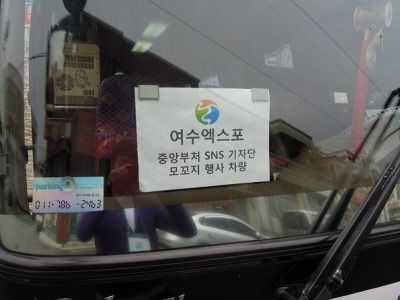 여수엑스포
중앙부처 SNS 기자단
모꼬지 행사 차량
parking
011-786-2463